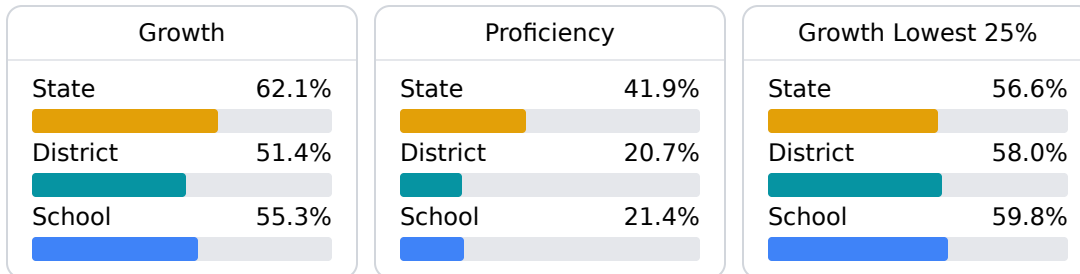 Growth
State 62.1%
District 51.4%
School 55.3%
Proficiency
State 41.9%
District 20.7%
School 21.4%
Growth Lowest 25%
State 56.6%
District 58.0%
School 59.8%